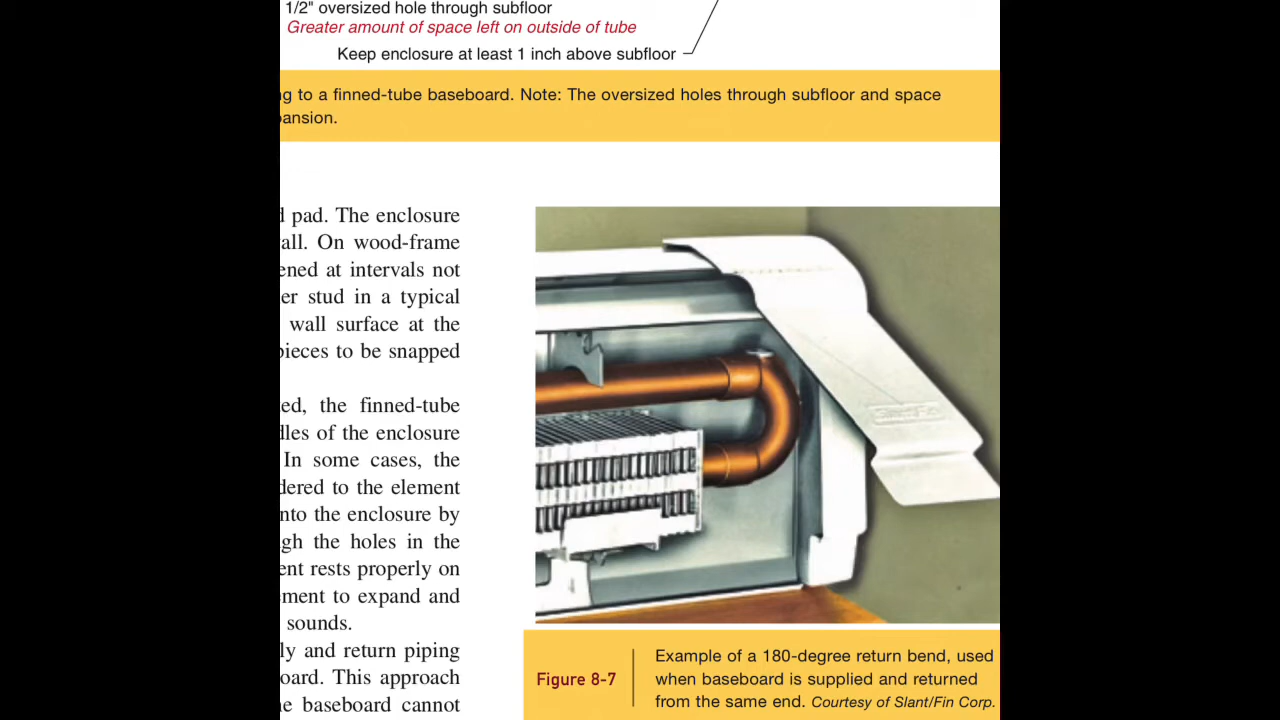 1/2" oversized hole through subfloor
Greater amount of space left on outside of tube
Keep enclosure at least 1 inch above subfloor
ng to a finned-tube baseboard. Note: The oversized holes through subfloor and space
pansion.
d pad. The enclosure
all. On wood-frame
ened at intervals not
er stud in a typical
wall surface at the
pieces to be snapped
ed, the finned-tube
dles of the enclosure
In some cases, the
dered to the element
nto the enclosure by
gh the holes in the
ent rests properly on
ement to expand and
sounds.
ly and return piping
oard. This approach
e baseboard cannot
Figure 8-7
Example of a 180-degree return bend, used
when baseboard is supplied and returned
from the same end. Courtesy of Slant/Fin Corp.